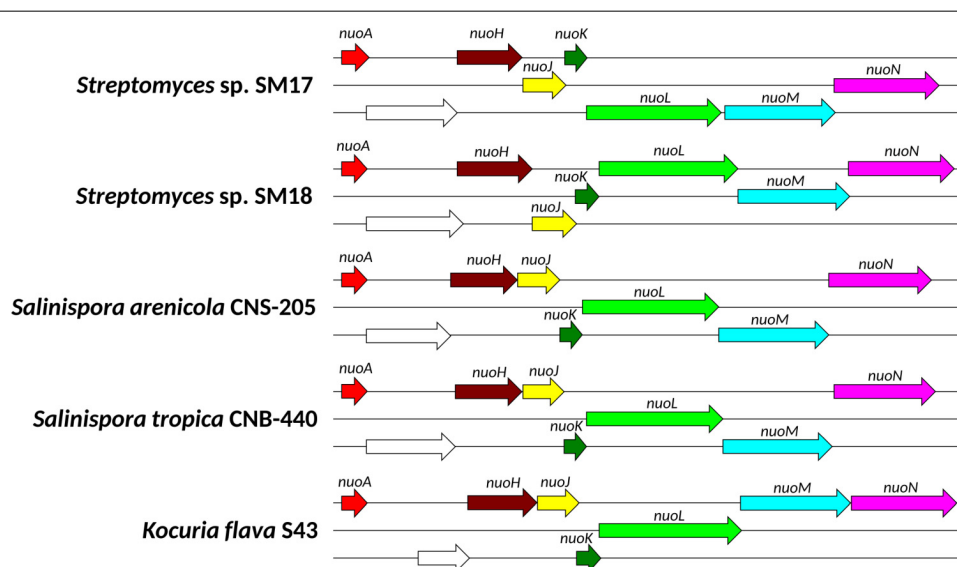 nuoA nuoH nuoK
nuoJ nuoN
Streptomyces sp. SM17
nuoL nuoM
nuoA nuoH nuoL nuoN
nuoK nuoM
Streptomyces sp. SM18
nuoJ
nuoA nuoH nuoJ nuoN
nuoL
Salinispora arenicola CNS-205
nuoK nuoM
nuoA nuoH nuoJ nuoN
nuoL
Salinispora tropica CNB-440
nuoK nuoM
nuoA nuoH nuoJ nuoM nuoN
nuoL
Kocuria flava S43
nuoK